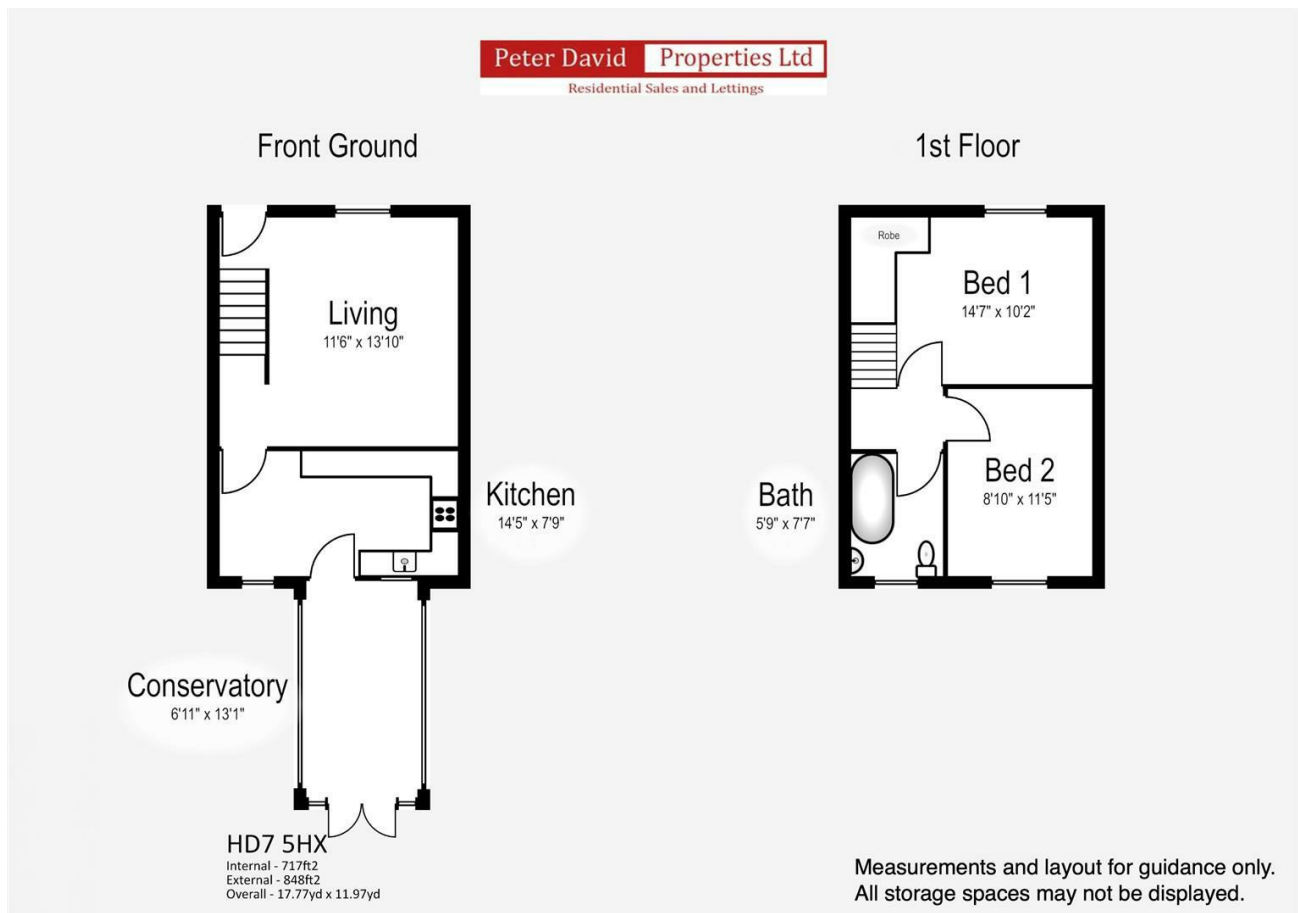 Peter David Properties Ltd
Residential Sales and Lettings
Front Ground
1st Floor
Robe
Living
11'6" x 13'10"
Bed 1
14'7" x 10'2"
Kitchen
14'5" x 7'9"
Bath
5'9" x 7'7"
Bed 2
8'10" x 11'5"
Conservatory
6'11" x 13'1"
HD7 5HX
Internal - 717ft2
External - 848ft2
Overall - 17.77yd x 11.97yd
Measurements and layout for guidance only.
All storage spaces may not be displayed.